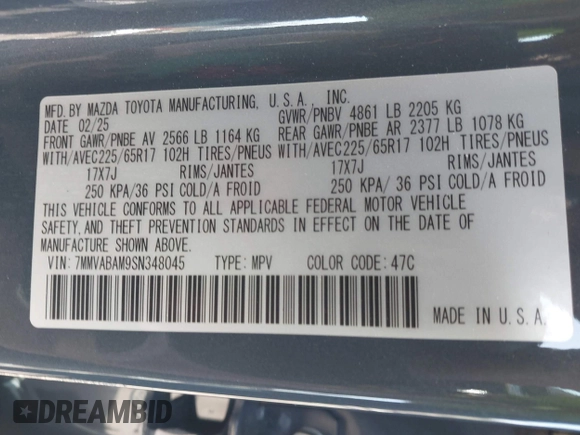 MFD. BY MAZDA TOYOTA MANUFACTURING, U.S.A. INC.
DATE 02/25 GVWR/PNBV 4861 LB 2205 KG
FRONT GAWR/PNBE AV 2566 LB 1164 KG REAR GAWR/PNBE AR 2377 LB 1078 KG
WITH/AVEC225/65R17 102H TIRES/PNEUS WITH/AVEC225/65R17 102H TIRES/PNEUS
17X7J RIMS/JANTES 17X7J RIMS/JANTES
250 KPA/36 PSI COLD/A FROID 250 KPA/ 36 PSI COLD/A FROID
THIS VEHICLE CONFORMS TO ALL APPLICABLE FEDERAL MOTOR VEHICLE
SAFETY,AND THEFT PREVENTION STANDARDS IN EFFECT ON THE DATE OF
MANUFACTURE SHOWN ABOVE.
VIN: 7MMVABAM9SN348045 TYPE: MPV COLOR CODE: 47C
MADE IN U.S.A.
DREAMBID